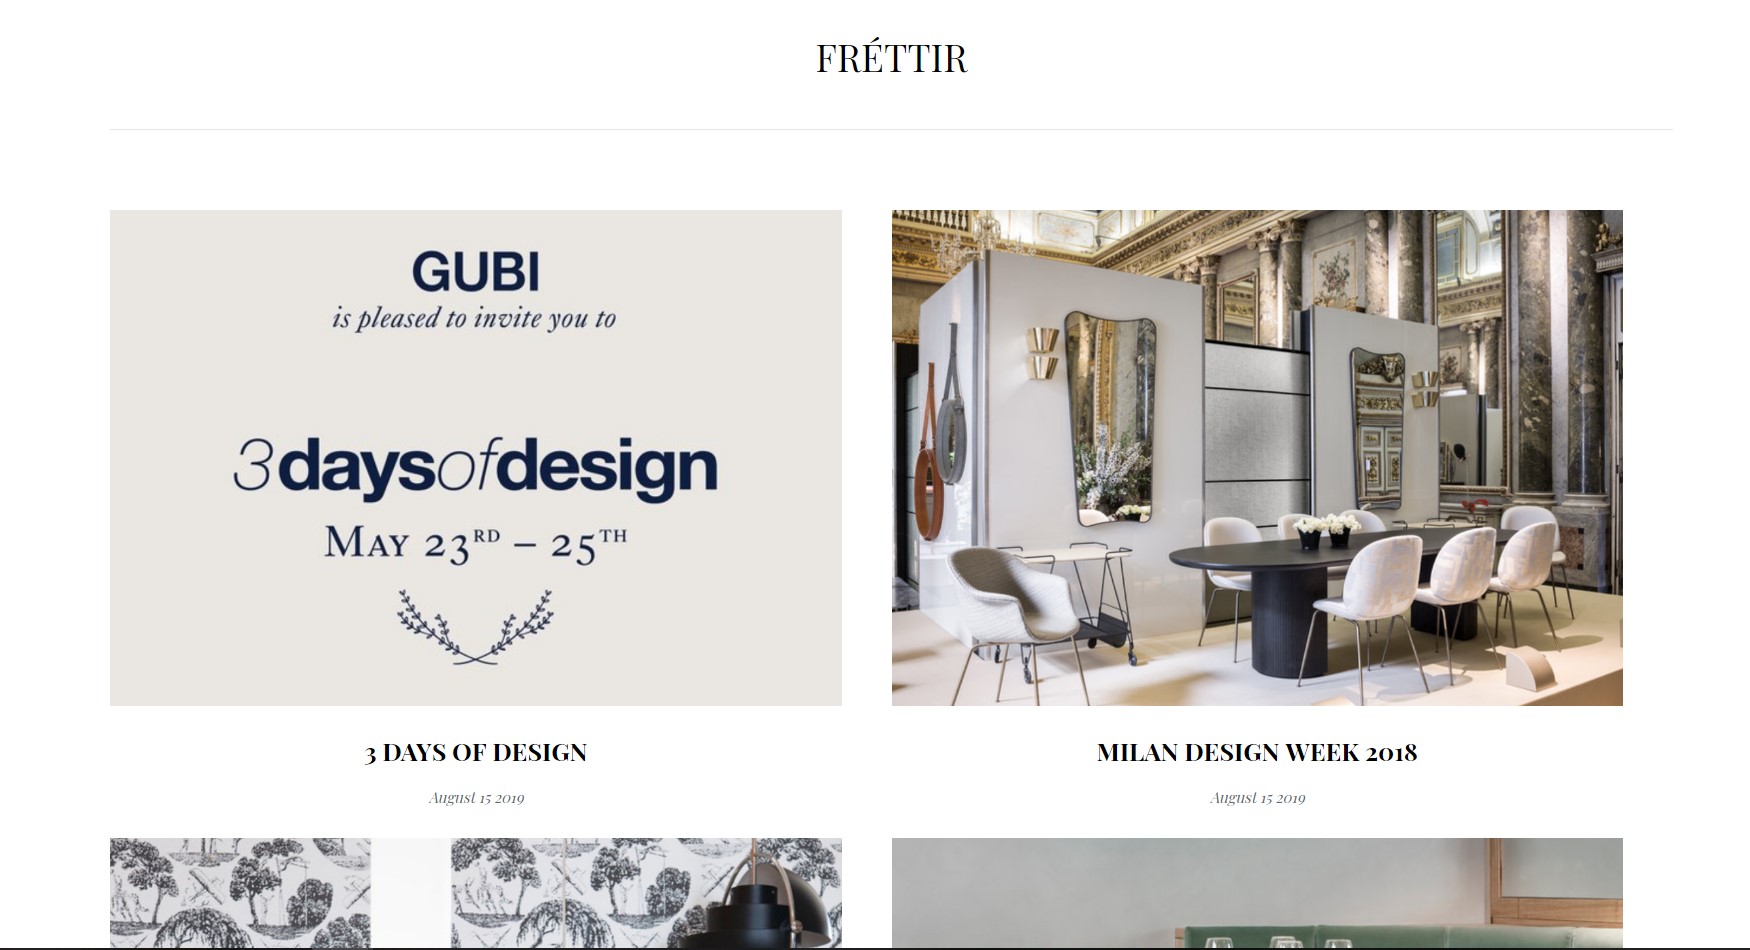 FRÉTTIR
GUBI
is pleased to invite you to
3daysofdesign
MAY 23RD – 25TH
3 DAYS OF DESIGN
August 15 2019
MILAN DESIGN WEEK 2018
August 15 2019